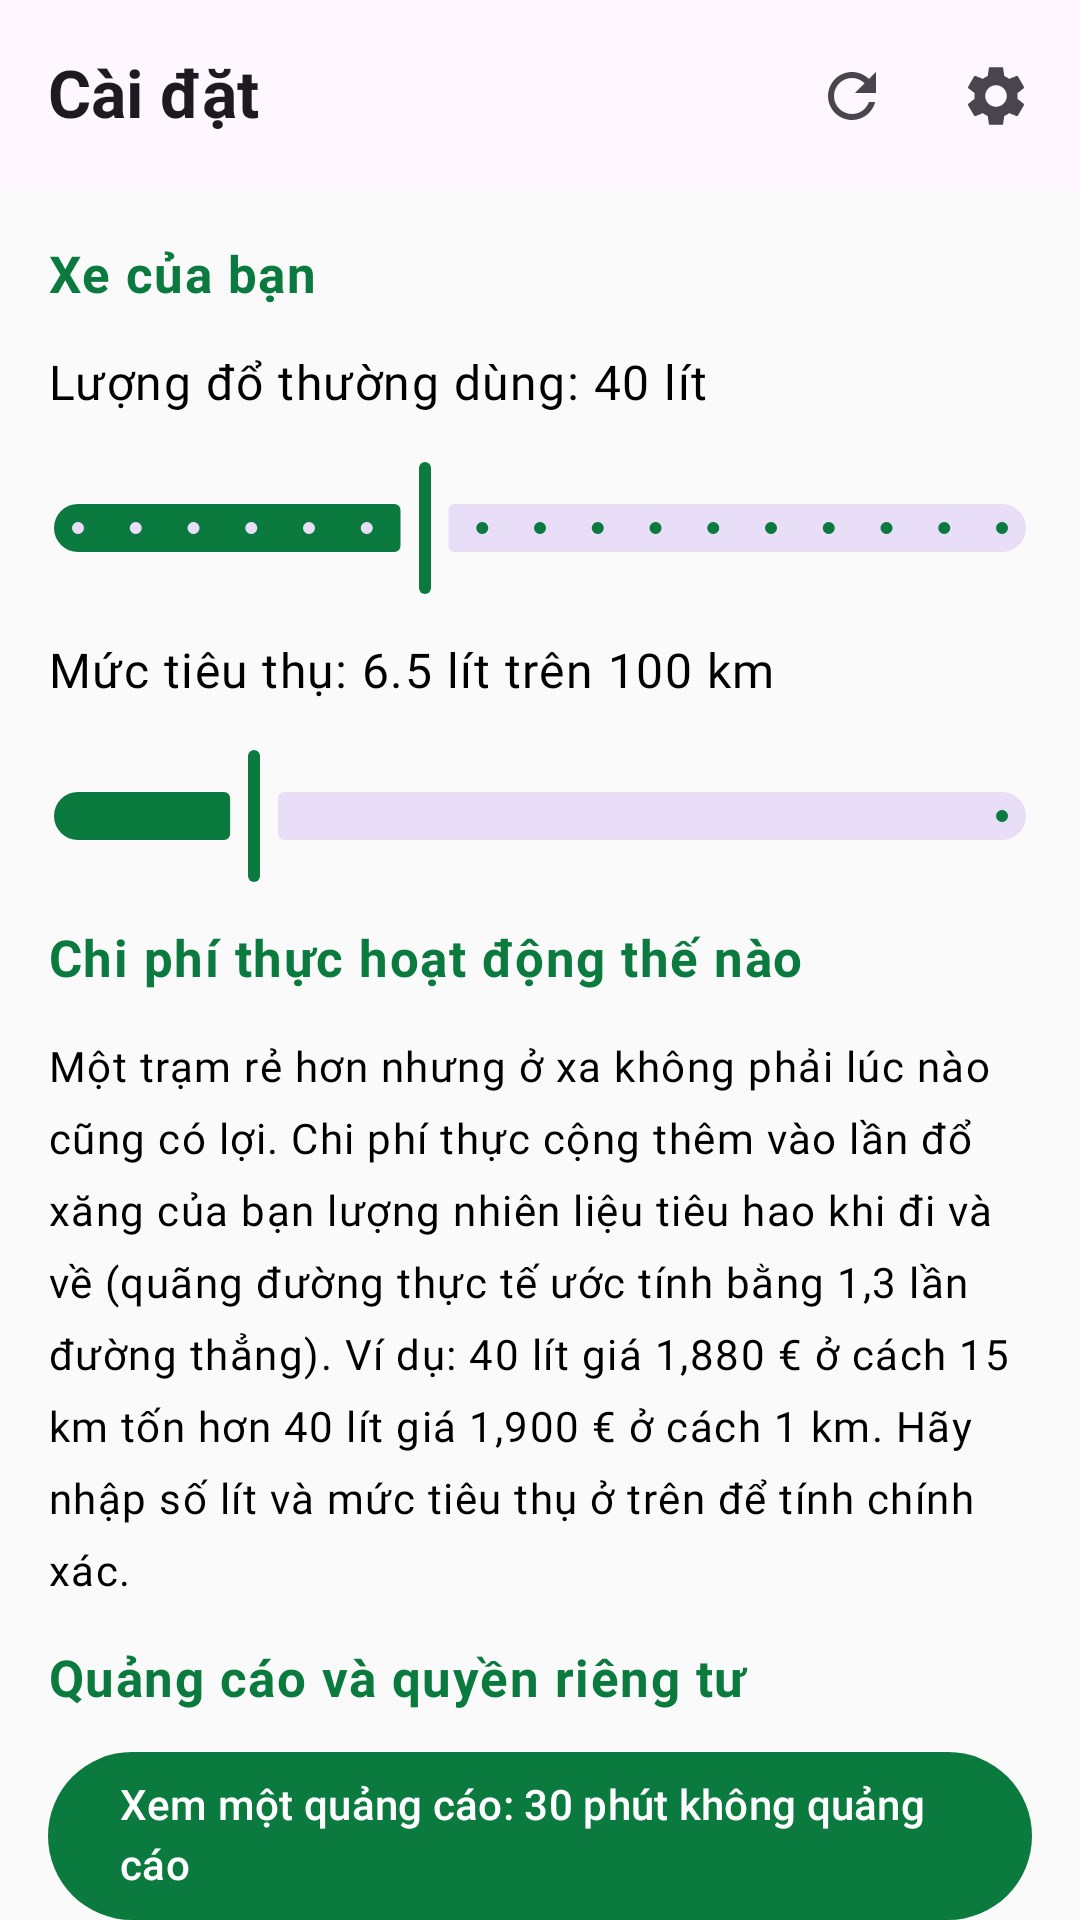 Cài đặt
Xe của bạn
Lượng đổ thường dùng: 40 lít
Mức tiêu thụ: 6.5 lít trên 100 km
Chi phí thực hoạt động thế nào
Một trạm rẻ hơn nhưng ở xa không phải lúc nào
cũng có lợi. Chi phí thực cộng thêm vào lần đổ
xăng của bạn lượng nhiên liệu tiêu hao khi đi và
về (quãng đường thực tế ước tính bằng 1,3 lần
đường thẳng). Ví dụ: 40 lít giá 1,880 € ở cách 15
km tốn hơn 40 lít giá 1,900 € ở cách 1 km. Hãy
nhập số lít và mức tiêu thụ ở trên để tính chính
xác.
Quảng cáo và quyền riêng tư
Xem một quảng cáo: 30 phút không quảng
cáo